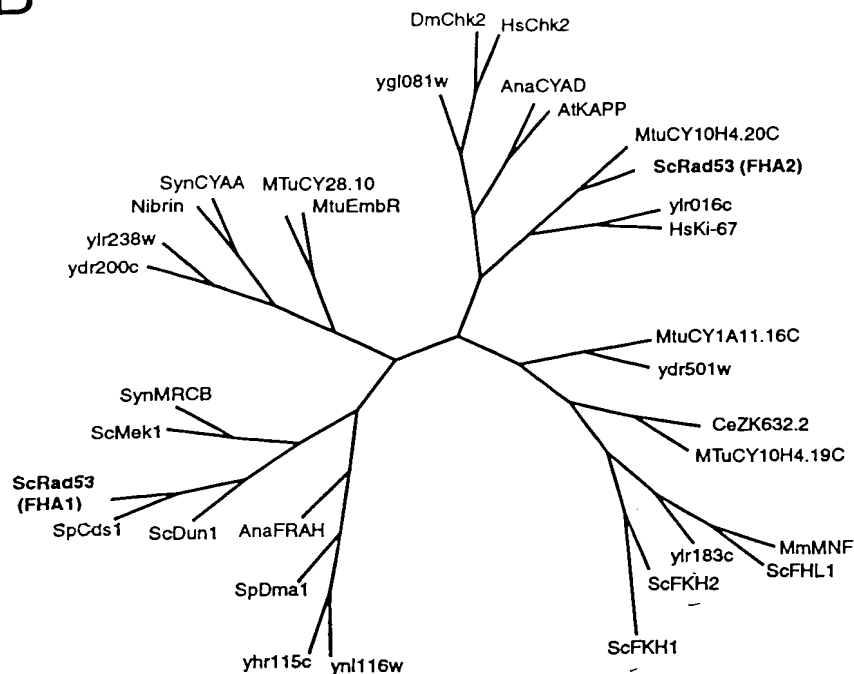 B
DmChk2
HsChk2
ygl081w
AnaCYAD
AtKAPP
MtuCY10H4.20C
ScRad53 (FHA2)
ylr016c
HsKi-67
SynCYAA
MTuCY28.10
Nibrin
MtuEmbR
ylr238w
ydr200c
MtuCY1A11.16C
ydr501w
SynMRCB
ScMek1
CeZK632.2
MTuCY10H4.19C
ScRad53
(FHA1)
SpCds1
ScDun1
AnaFRAH
SpDma1
yhr115c
ynl116w
ylr183c
MmMNF
ScFHL1
ScFKH2
ScFKH1